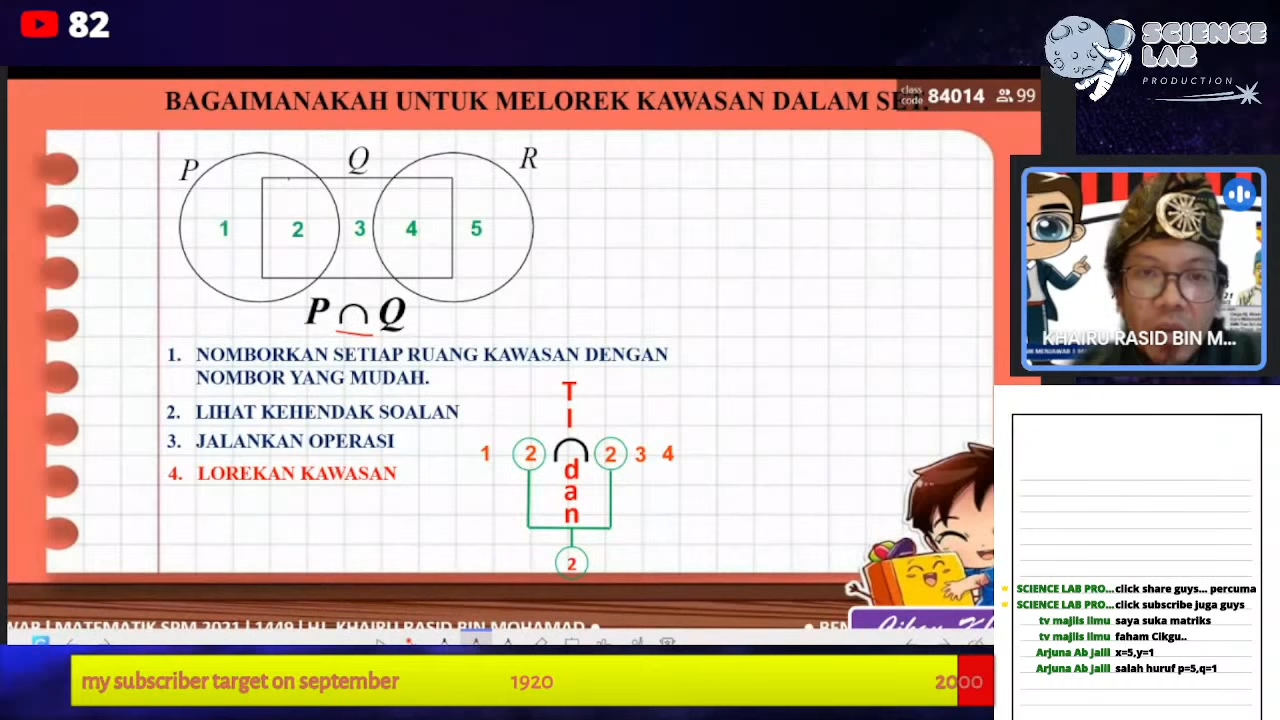 82
SCIENCE
LAB
PRODUCTION
BAGAIMANAKAH UNTUK MELOREK KAWASAN DALAM
class
code 84014 99
P Q R
1 2 3 4 5
P ∩ Q
1. NOMBORKAN SETIAP RUANG KAWASAN DENGAN
NOMBOR YANG MUDAH.
2. LIHAT KEHENDAK SOALAN
3. JALANKAN OPERASI
4. LOREKAN KAWASAN
T
I
1 2 ∩ 2 3 4
d
a
n
2
KHAIRU RASID BIN M...
MATEMATIK SPM 2021 | 1449 | HJ. KHAIRU RASID BIN MOHAMAD •
SCIENCE LAB PRO... click share guys... percuma
SCIENCE LAB PRO... click subscribe juga guys
tv majlis ilmu saya suka matriks
tv majlis ilmu faham Cikgu..
Arjuna Ab Jalil x=5,y=1
Arjuna Ab Jalil salah huruf p=5,q=1
my subscriber target on september 1920 2000